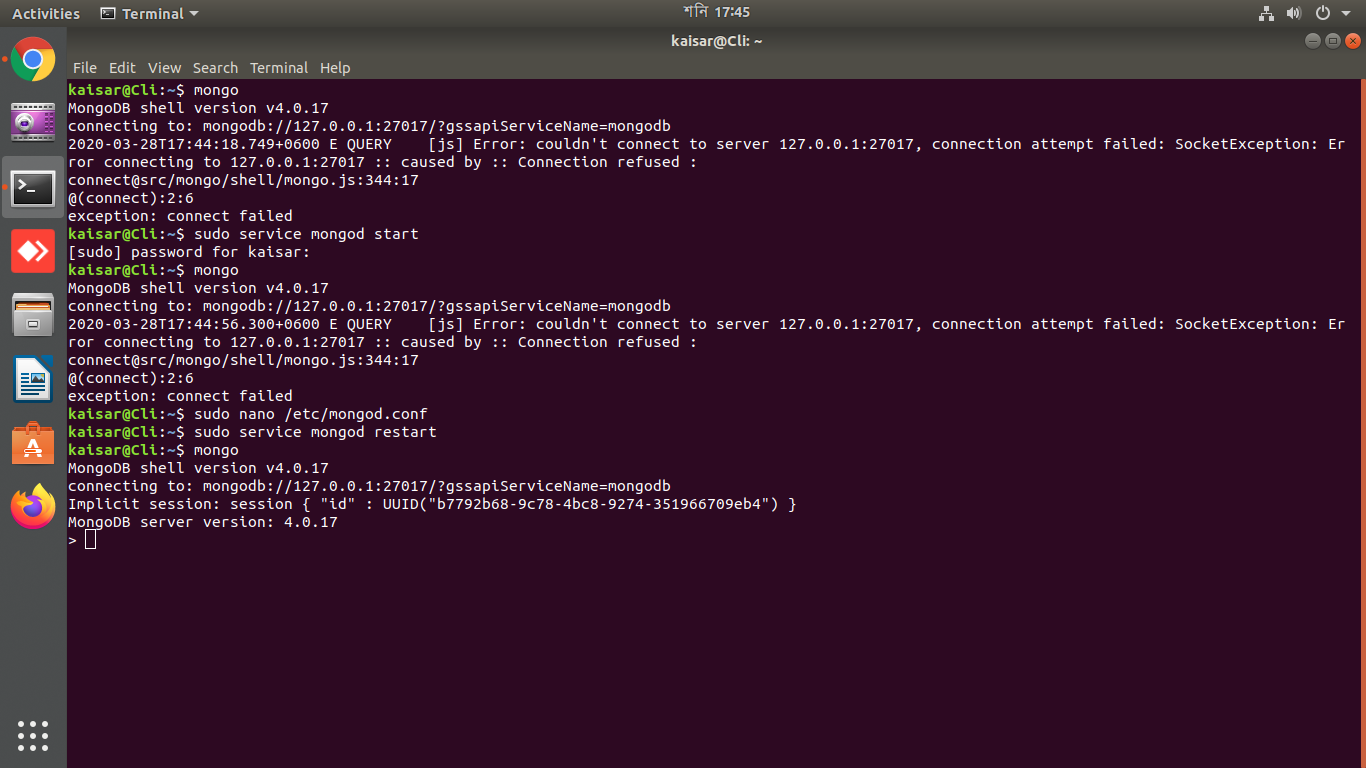 Activities Terminal শনি 17:45
kaisar@Cli: ~
File Edit View Search Terminal Help
kaisar@Cli:~$ mongo
MongoDB shell version v4.0.17
connecting to: mongodb://127.0.0.1:27017/?gssapiServiceName=mongodb
2020-03-28T17:44:18.749+0600 E QUERY    [js] Error: couldn't connect to server 127.0.0.1:27017, connection attempt failed: SocketException: Er
ror connecting to 127.0.0.1:27017 :: caused by :: Connection refused :
connect@src/mongo/shell/mongo.js:344:17
@(connect):2:6
exception: connect failed
kaisar@Cli:~$ sudo service mongod start
[sudo] password for kaisar:
kaisar@Cli:~$ mongo
MongoDB shell version v4.0.17
connecting to: mongodb://127.0.0.1:27017/?gssapiServiceName=mongodb
2020-03-28T17:44:56.300+0600 E QUERY    [js] Error: couldn't connect to server 127.0.0.1:27017, connection attempt failed: SocketException: Er
ror connecting to 127.0.0.1:27017 :: caused by :: Connection refused :
connect@src/mongo/shell/mongo.js:344:17
@(connect):2:6
exception: connect failed
kaisar@Cli:~$ sudo nano /etc/mongod.conf
kaisar@Cli:~$ sudo service mongod restart
kaisar@Cli:~$ mongo
MongoDB shell version v4.0.17
connecting to: mongodb://127.0.0.1:27017/?gssapiServiceName=mongodb
Implicit session: session { "id" : UUID("b7792b68-9c78-4bc8-9274-351966709eb4") }
MongoDB server version: 4.0.17
>